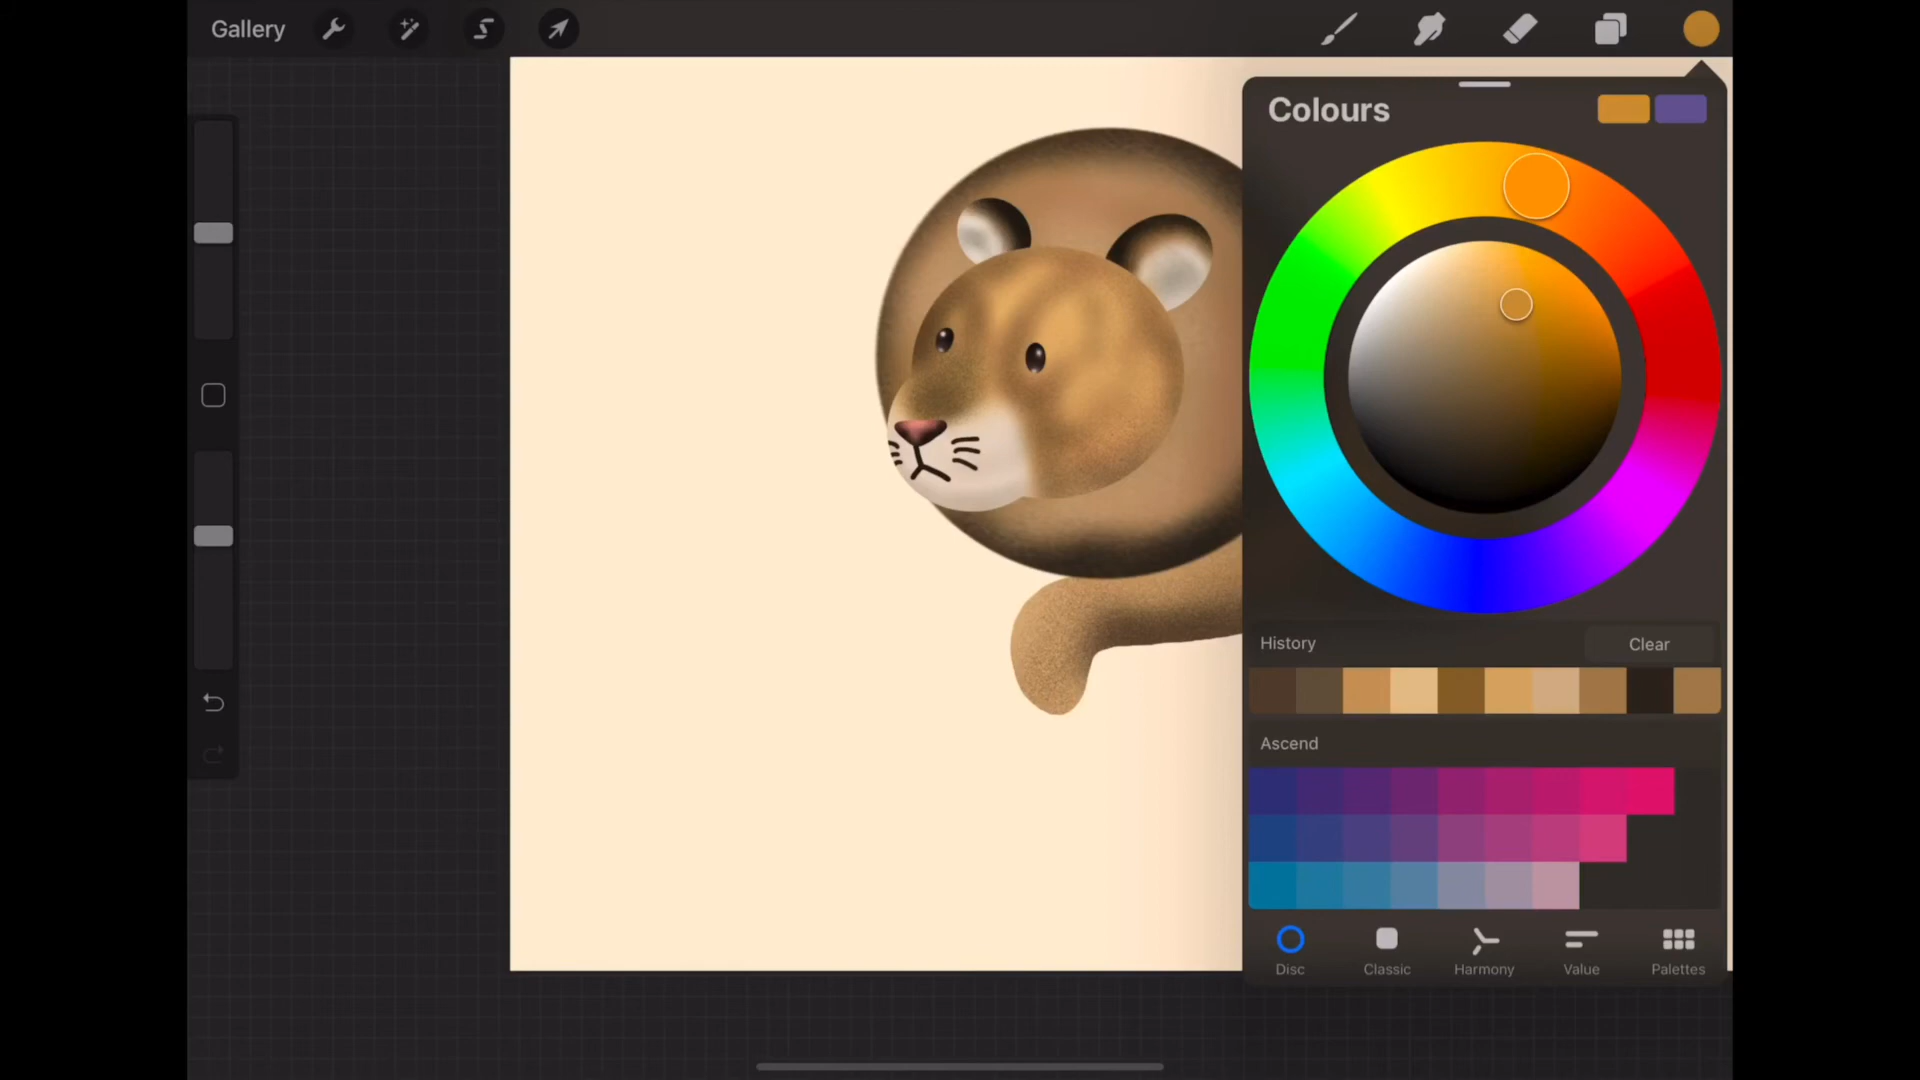 Gallery
Colours
History
Clear
Ascend
Disc
Classic
Harmony
Value
Palettes